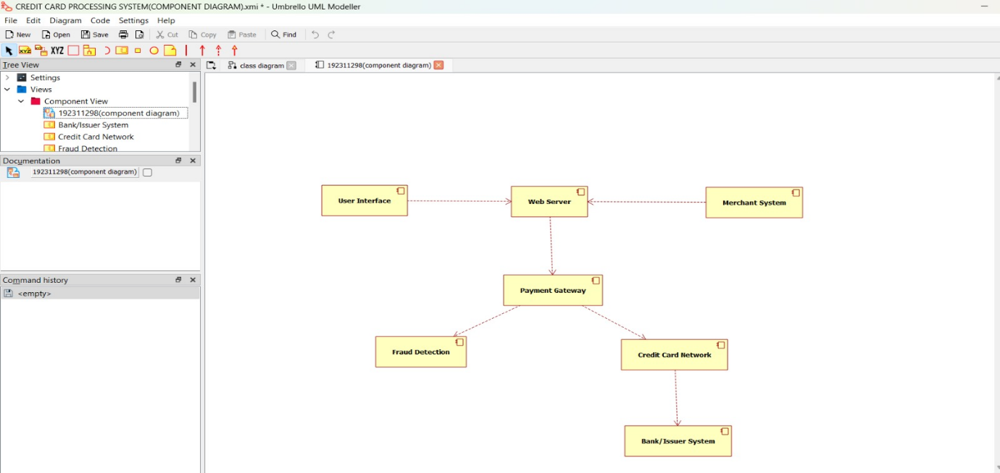 CREDIT CARD PROCESSING SYSTEM(COMPONENT DIAGRAM).xmi * - Umbrello UML Modeller
File Edit Diagram Code Settings Help
New Open Save Cut Copy Paste Find
XYZ XYZ
Tree View
class diagram
192311298(component diagram)
Settings
Views
Component View
192311298(component diagram)
Bank/Issuer System
Credit Card Network
Fraud Detection
Documentation
192311298(component diagram)
Command history
<empty>
User Interface
Web Server
Merchant System
Payment Gateway
Fraud Detection
Credit Card Network
Bank/Issuer System